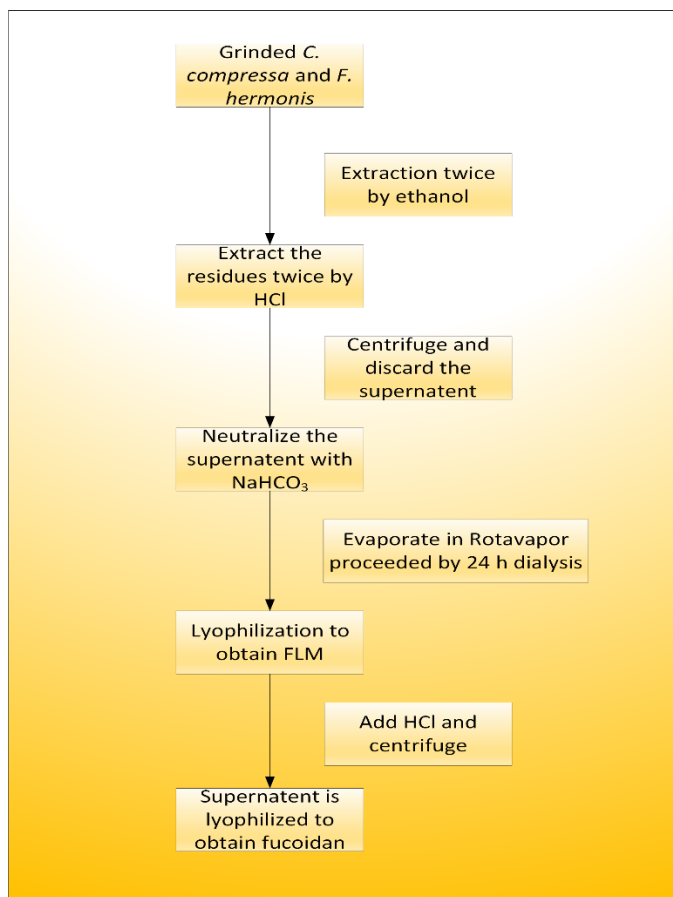 Grinded C.
compressa and F.
hermonis
Extraction twice
by ethanol
Extract the
residues twice by
HCl
Centrifuge and
discard the
supernatent
Neutralize the
supernatent with
NaHCO₃
Evaporate in Rotavapor
proceeded by 24 h dialysis
Lyophilization to
obtain FLM
Add HCl and
centrifuge
Supernatent is
lyophilized to
obtain fucoidan